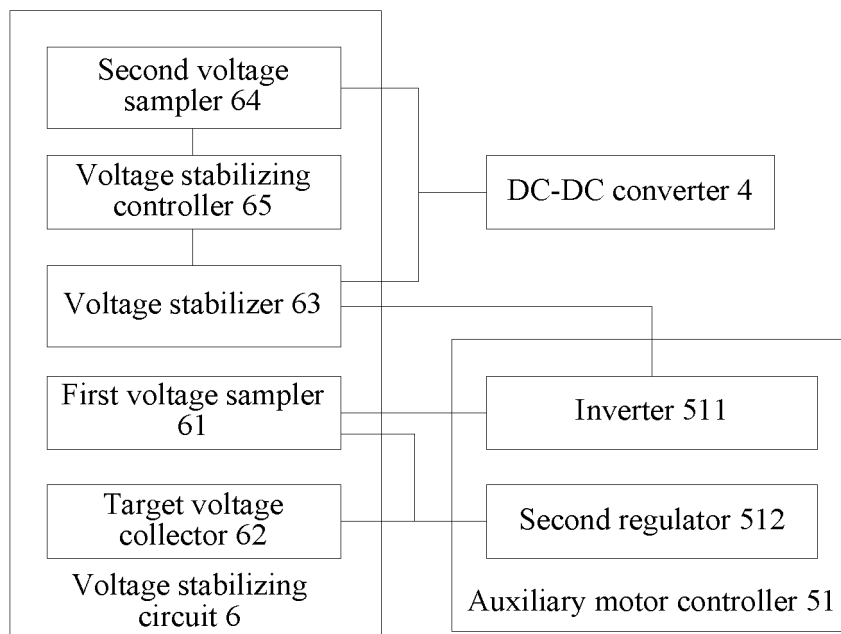 Second voltage
sampler 64
Voltage stabilizing
controller 65
DC-DC converter 4
Voltage stabilizer 63
First voltage sampler
61
Inverter 511
Target voltage
collector 62
Second regulator 512
Voltage stabilizing
circuit 6
Auxiliary motor controller 51